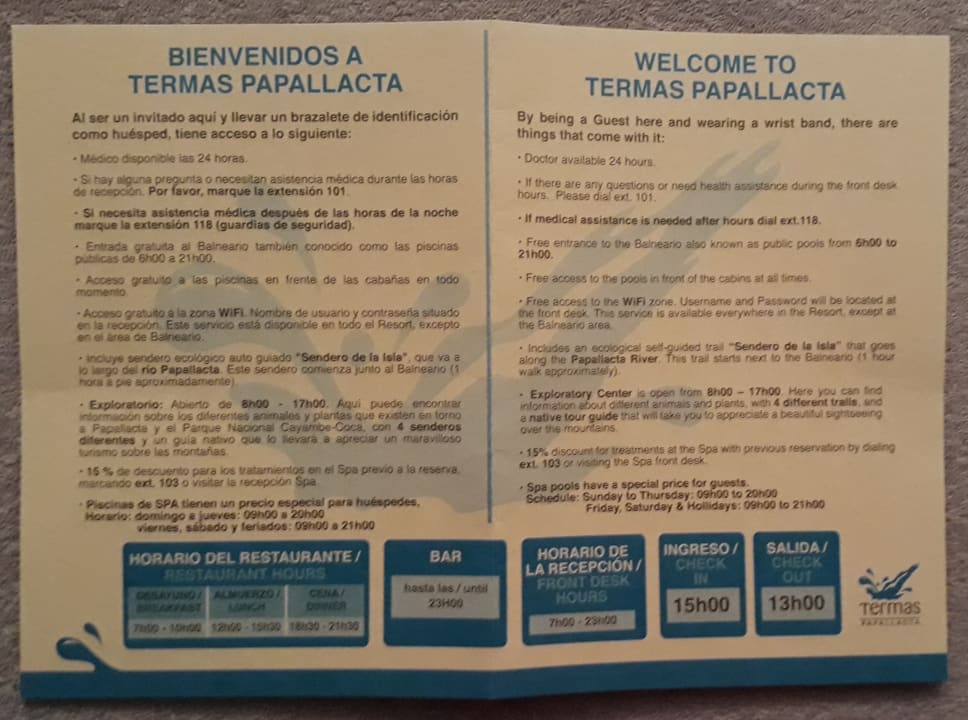 BIENVENIDOS A
TERMAS PAPALLACTA
Al ser un invitado aquí y llevar un brazalete de identificación
como huésped, tiene acceso a lo siguiente:
• Médico disponible las 24 horas.
• Si hay alguna pregunta o necesitan asistencia médica durante las horas
de recepción. Por favor, marque la extensión 101.
• Si necesita asistencia médica después de las horas de la noche
marque la extensión 118 (guardias de seguridad).
• Entrada gratuita al Balneario también conocido como las piscinas
públicas de 6h00 a 21h00.
• Acceso gratuito a las piscinas en frente de las cabañas en todo
momento.
• Acceso gratuito a la zona WiFi. Nombre de usuario y contraseña situado
en la recepción. Este servicio está disponible en todo el Resort, excepto
en el área de Balneario.
• Incluye sendero ecológico auto guiado "Sendero de la Isla", que va a
lo largo del río Papallacta. Este sendero comienza junto al Balneario (1
hora a pie aproximadamente).
• Exploratorio: Abierto de 8h00 - 17h00. Aquí puede encontrar
información sobre los diferentes animales y plantas que existen en torno
a Papallacta y el Parque Nacional Cayambe-Coca, con 4 senderos
diferentes y un guía nativo que lo llevará a apreciar un maravilloso
turismo sobre las montañas.
• 15 % de descuento para los tratamientos en el Spa previo a la reserva,
marcando ext. 103 o visitar la recepción Spa.
• Piscinas de SPA tienen un precio especial para huéspedes.
Horario: domingo a jueves: 09h00 a 20h00
viernes, sábado y feriados: 09h00 a 21h00
WELCOME TO
TERMAS PAPALLACTA
By being a Guest here and wearing a wrist band, there are
things that come with it:
• Doctor available 24 hours.
• If there are any questions or need health assistance during the front desk
hours. Please dial ext. 101.
• If medical assistance is needed after hours dial ext.118.
• Free entrance to the Balneario also known as public pools from 6h00 to
21h00.
• Free access to the pools in front of the cabins at all times.
• Free access to the WiFi zone. Username and Password will be located at
the front desk. This service is available everywhere in the Resort, except at
the Balneario area.
• Includes an ecological self-guided trail "Sendero de la Isla" that goes
along the Papallacta River. This trail starts next to the Balneario (1 hour
walk approximately).
• Exploratory Center is open from 8h00 – 17h00. Here you can find
information about different animals and plants, with 4 different trails, and
a native tour guide that will take you to appreciate a beautiful sightseeing
over the mountains.
• 15% discount for treatments at the Spa with previous reservation by dialing
ext. 103 or visiting the Spa front desk.
• Spa pools have a special price for guests.
Schedule: Sunday to Thursday: 09h00 to 20h00
Friday, Saturday & Hollidays: 09h00 to 21h00
HORARIO DEL RESTAURANTE /
RESTAURANT HOURS
DESAYUNO /
BREAKFAST
7h00 - 10h00
ALMUERZO /
LUNCH
12h00 - 15h30
CENA /
DINNER
18h30 - 21h30
BAR
hasta las / until
23H00
HORARIO DE
LA RECEPCIÓN /
FRONT DESK
HOURS
7h00 - 23h00
INGRESO /
CHECK
IN
15h00
SALIDA /
CHECK
OUT
13h00
Termas
PAPALLACTA